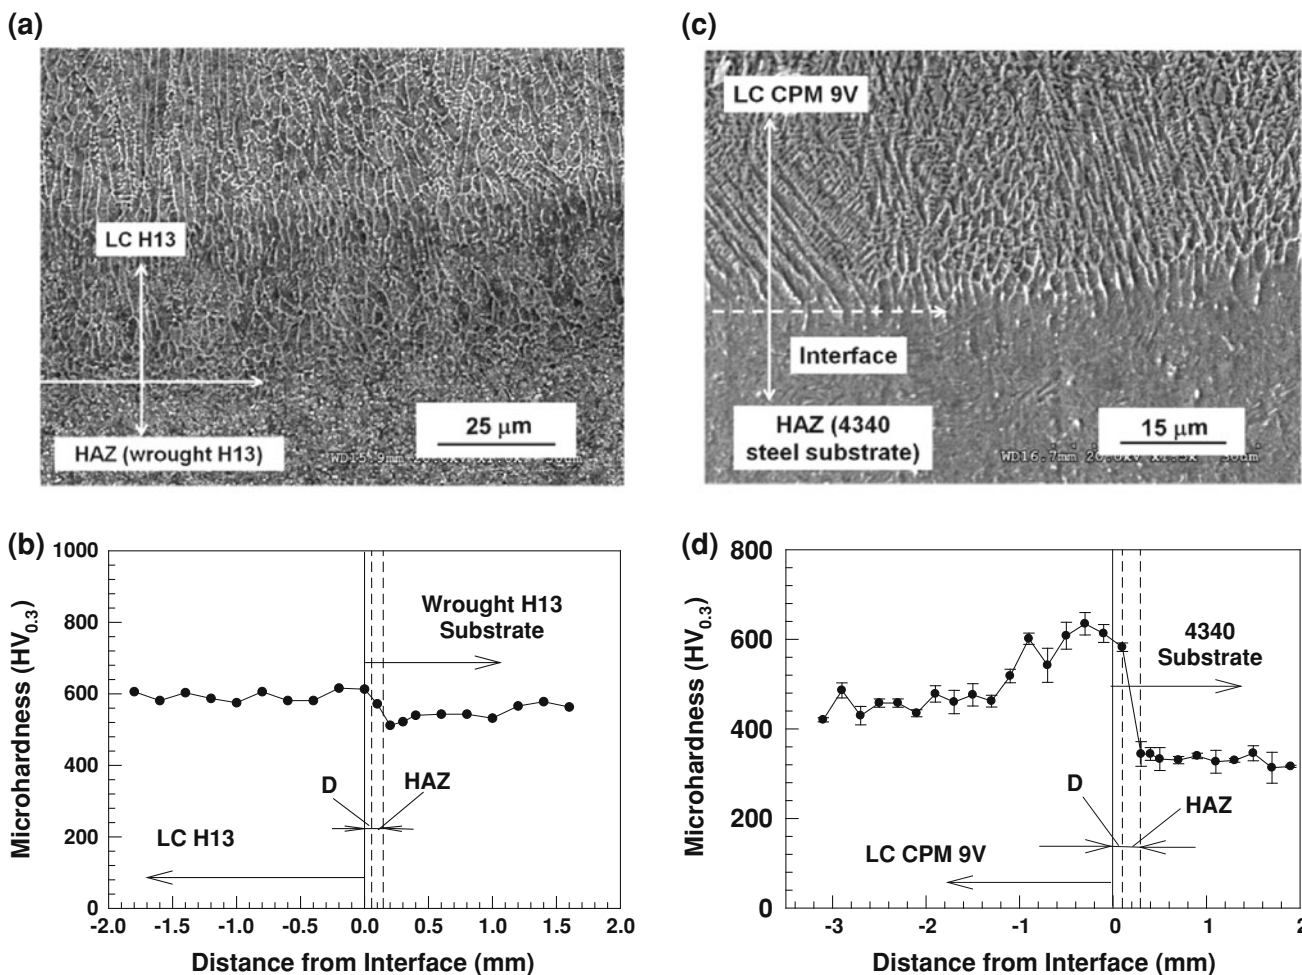 (a)
LC H13
HAZ (wrought H13)
25 μm
(c)
LC CPM 9V
Interface
HAZ (4340
steel substrate)
15 μm
(b)
1000
800
600
400
200
0
Microhardness (HV0.3)
Wrought H13
Substrate
D
HAZ
LC H13
-2.0
-1.5
-1.0
-0.5
0.0
0.5
1.0
1.5
2.0
Distance from Interface (mm)
(d)
800
600
400
200
0
Microhardness (HV0.3)
4340
Substrate
D
HAZ
LC CPM 9V
-3
-2
-1
0
1
2
Distance from Interface (mm)